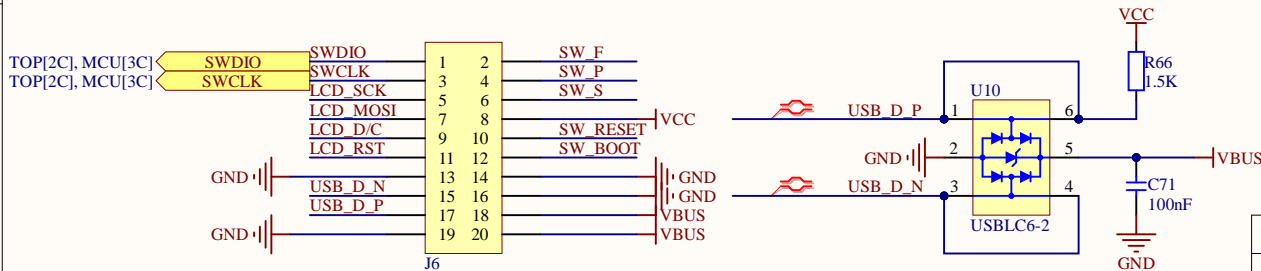 VCC
R66
1.5K
TOP[2C], MCU[3C] SWDIO SWDIO 1 2 SW_F
TOP[2C], MCU[3C] SWCLK SWCLK 3 4 SW_P
LCD_SCK 5 6 SW_S
LCD_MOSI 7 8 VCC
LCD_D/C 9 10 SW_RESET
LCD_RST 11 12 SW_BOOT
GND 13 14 GND
USB_D_N 15 16 GND
USB_D_P 17 18 VBUS
GND 19 20 VBUS
J6
U10
USB_D_P 1 6
GND 2 5 VBUS
USB_D_N 3 4
USBLC6-2
C71
100nF
GND